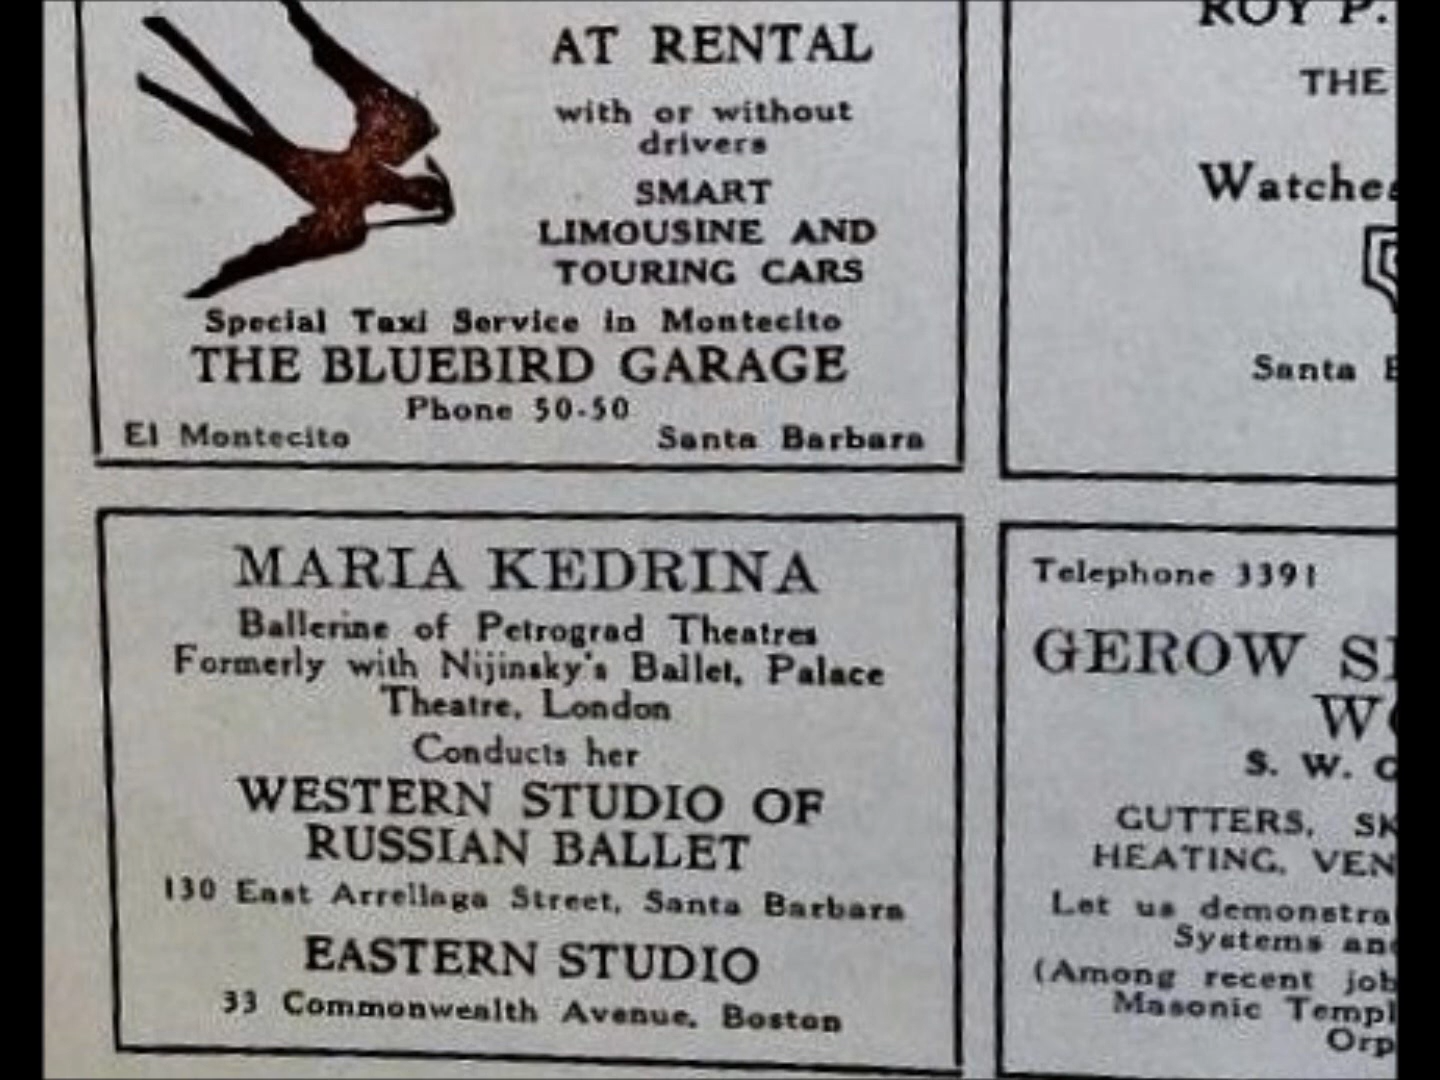 AT RENTAL
with or without
drivers
SMART
LIMOUSINE AND
TOURING CARS
Special Taxi Service in Montecito
THE BLUEBIRD GARAGE
Phone 50-50
El Montecito Santa Barbara
MARIA KEDRINA
Ballerine of Petrograd Theatres
Formerly with Nijinsky's Ballet, Palace
Theatre, London
Conducts her
WESTERN STUDIO OF
RUSSIAN BALLET
130 East Arrellaga Street, Santa Barbara
EASTERN STUDIO
33 Commonwealth Avenue, Boston
ROY P.
THE
Watches
Santa
Telephone 3391
GEROW
S. W.
GUTTERS,
HEATING,
Let us
Systems
(Among recent
Masonic